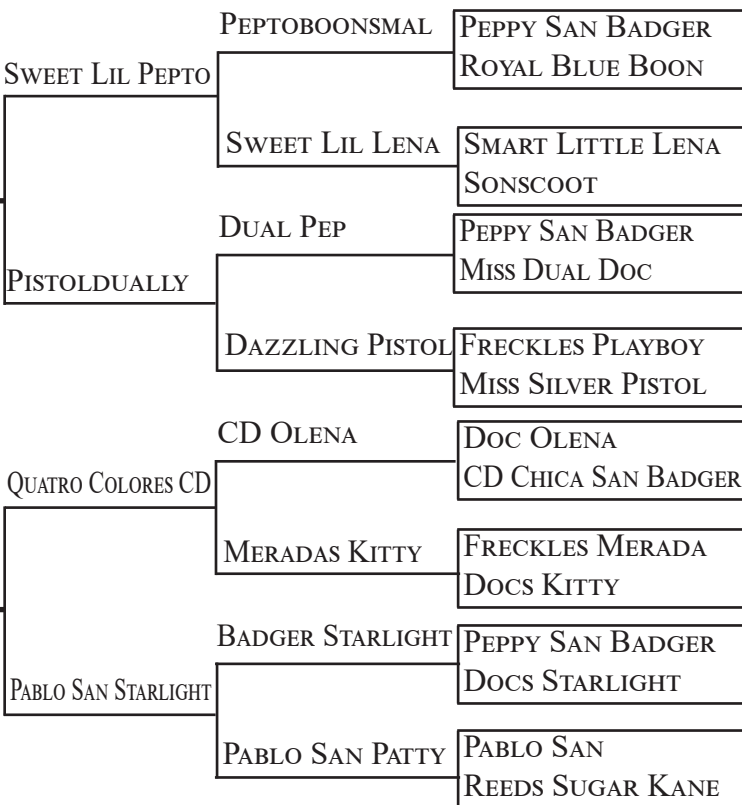 Peptoboonsmal
Peppy San Badger
Royal Blue Boon
Sweet Lil Pepto
Sweet Lil Lena
Smart Little Lena
Sonscoot
Dual Pep
Peppy San Badger
Miss Dual Doc
Pistoldually
Dazzling Pistol
Freckles Playboy
Miss Silver Pistol
CD Olena
Doc Olena
CD Chica San Badger
Quatro Colores CD
Meradas Kitty
Freckles Merada
Docs Kitty
Badger Starlight
Peppy San Badger
Docs Starlight
Pablo San Starlight
Pablo San Patty
Pablo San
Reeds Sugar Kane